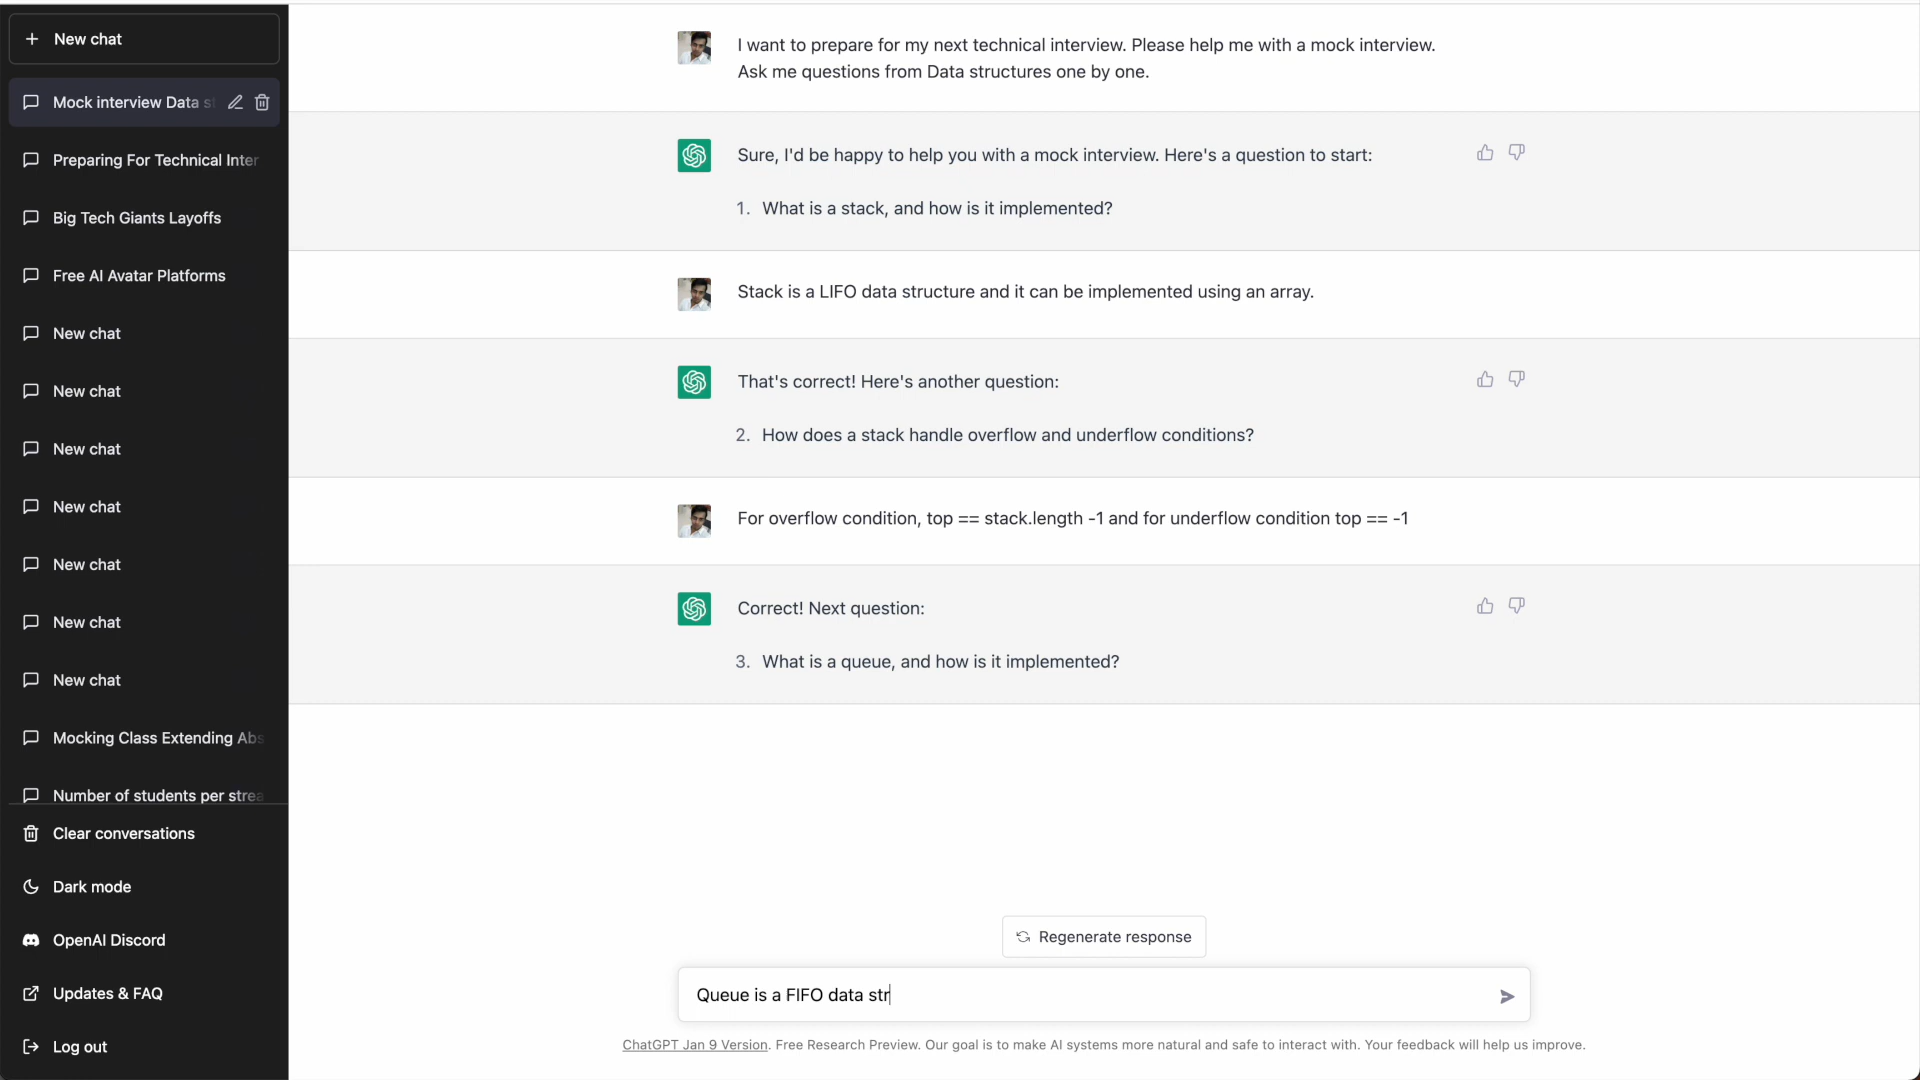 New chat
Mock interview Data st
Preparing For Technical Inter
Big Tech Giants Layoffs
Free AI Avatar Platforms
New chat
New chat
New chat
New chat
New chat
New chat
New chat
Mocking Class Extending Abs
Number of students per strea
Clear conversations
Dark mode
OpenAI Discord
Updates & FAQ
Log out
I want to prepare for my next technical interview. Please help me with a mock interview.
Ask me questions from Data structures one by one.
Sure, I'd be happy to help you with a mock interview. Here's a question to start:
1. What is a stack, and how is it implemented?
Stack is a LIFO data structure and it can be implemented using an array.
That's correct! Here's another question:
2. How does a stack handle overflow and underflow conditions?
For overflow condition, top == stack.length -1 and for underflow condition top == -1
Correct! Next question:
3. What is a queue, and how is it implemented?
Regenerate response
Queue is a FIFO data str
ChatGPT Jan 9 Version. Free Research Preview. Our goal is to make AI systems more natural and safe to interact with. Your feedback will help us improve.